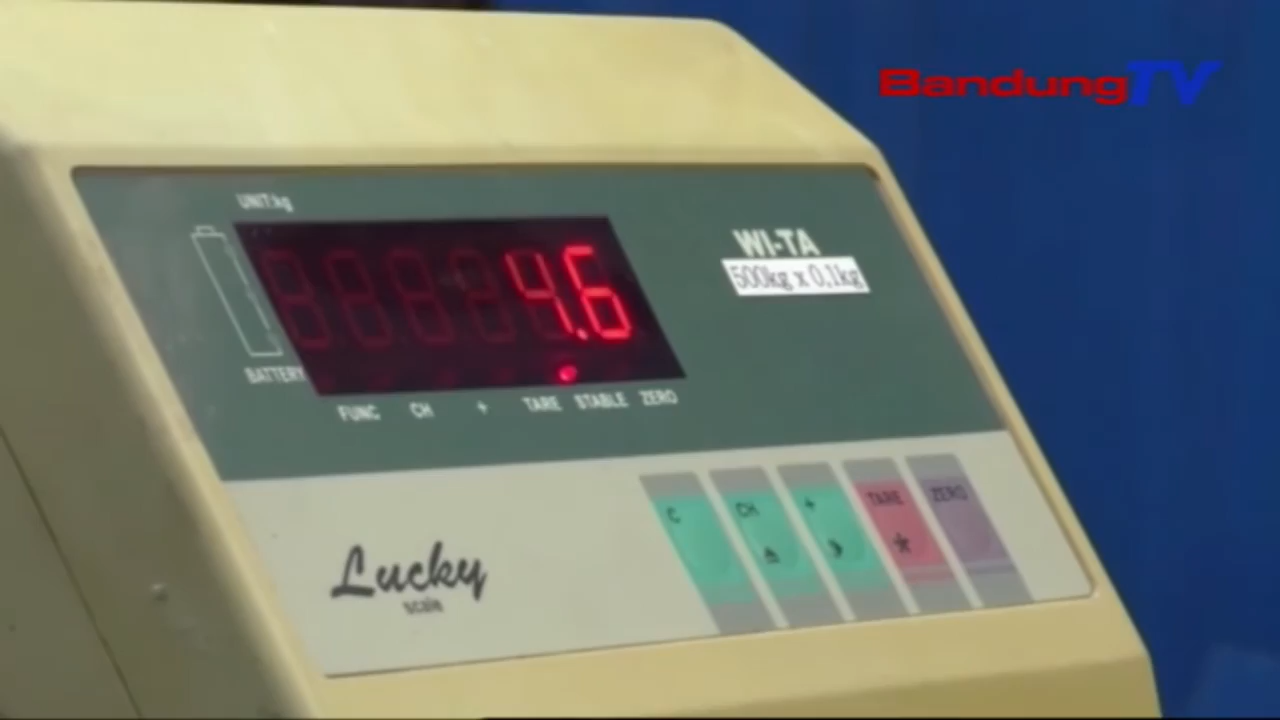 BandungTV
UNIT:kg
4.6
WI-TA
500kg x 0,1kg
BATTERY
FUNC CH + TARE STABLE ZERO
C CH + TARE ZERO
Lucky
scale